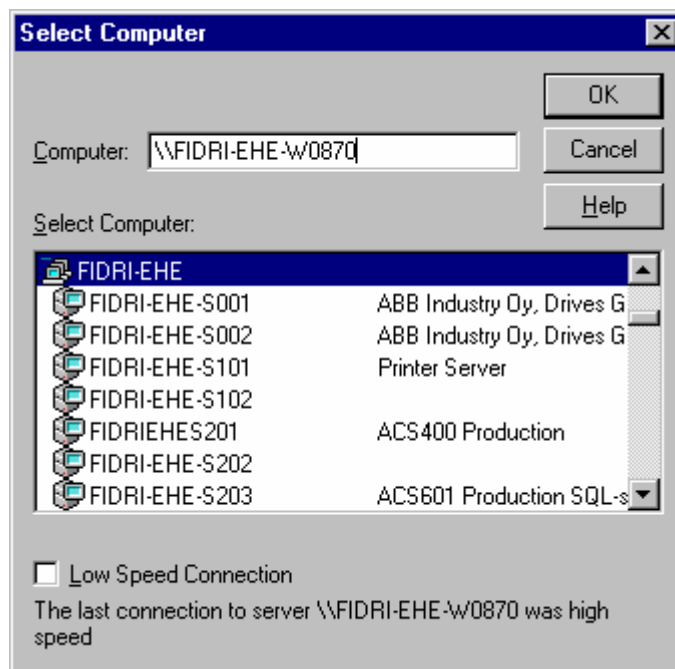 Select Computer
OK
Computer: \\FIDRI-EHE-W0870
Cancel
Help
Select Computer:
FIDRI-EHE
FIDRI-EHE-S001 ABB Industry Oy, Drives G
FIDRI-EHE-S002 ABB Industry Oy, Drives G
FIDRI-EHE-S101 Printer Server
FIDRI-EHE-S102
FIDRIEHES201 ACS400 Production
FIDRI-EHE-S202
FIDRI-EHE-S203 ACS601 Production SQL-s
Low Speed Connection
The last connection to server \\FIDRI-EHE-W0870 was high
speed